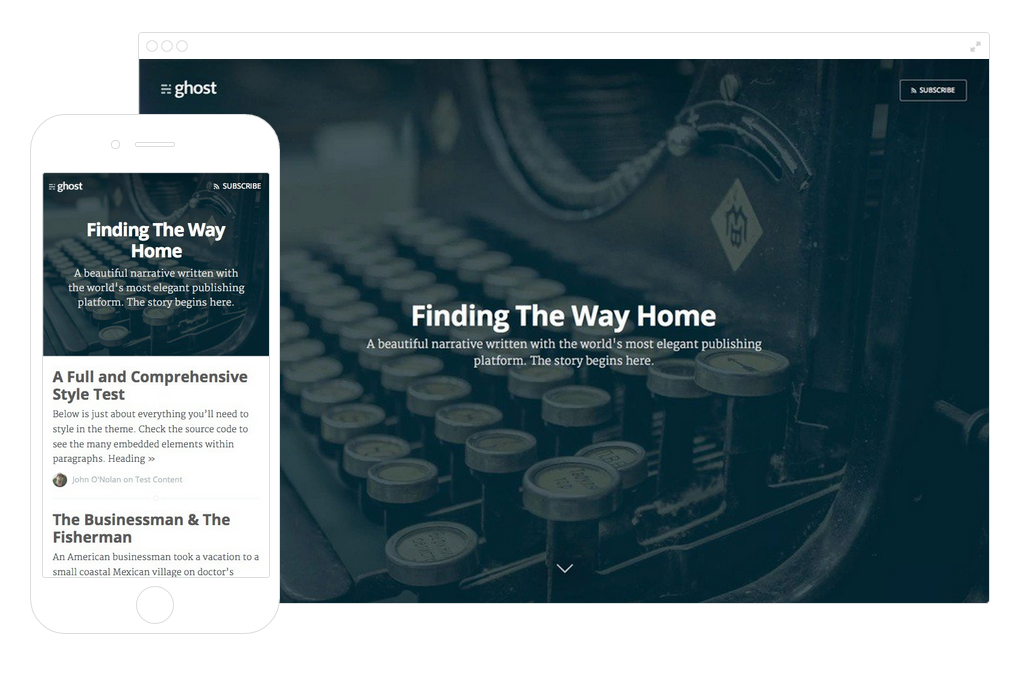 ghost
SUBSCRIBE
Finding The Way Home
A beautiful narrative written with the world's most elegant publishing
platform. The story begins here.
ghost
SUBSCRIBE
Finding The Way
Home
A beautiful narrative written with
the world's most elegant publishing
platform. The story begins here.
A Full and Comprehensive
Style Test
Below is just about everything you'll need to
style in the theme. Check the source code to
see the many embedded elements within
paragraphs. Heading »
John O'Nolan on Test Content
The Businessman & The
Fisherman
An American businessman took a vacation to a
small coastal Mexican village on doctor's